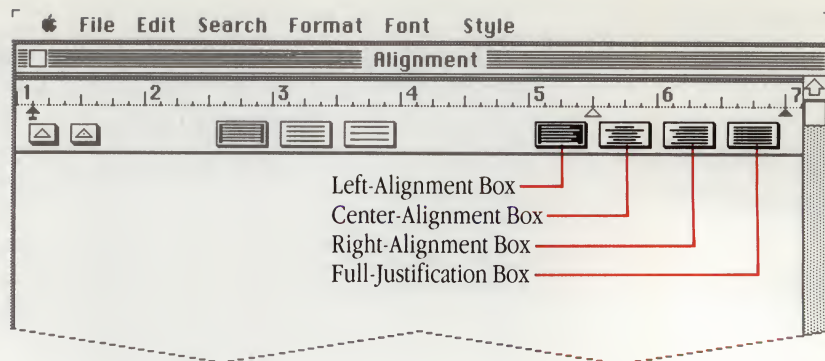 File Edit Search Format Font Style
Alignment
1 2 3 4 5 6 7
Left-Alignment Box
Center-Alignment Box
Right-Alignment Box
Full-Justification Box